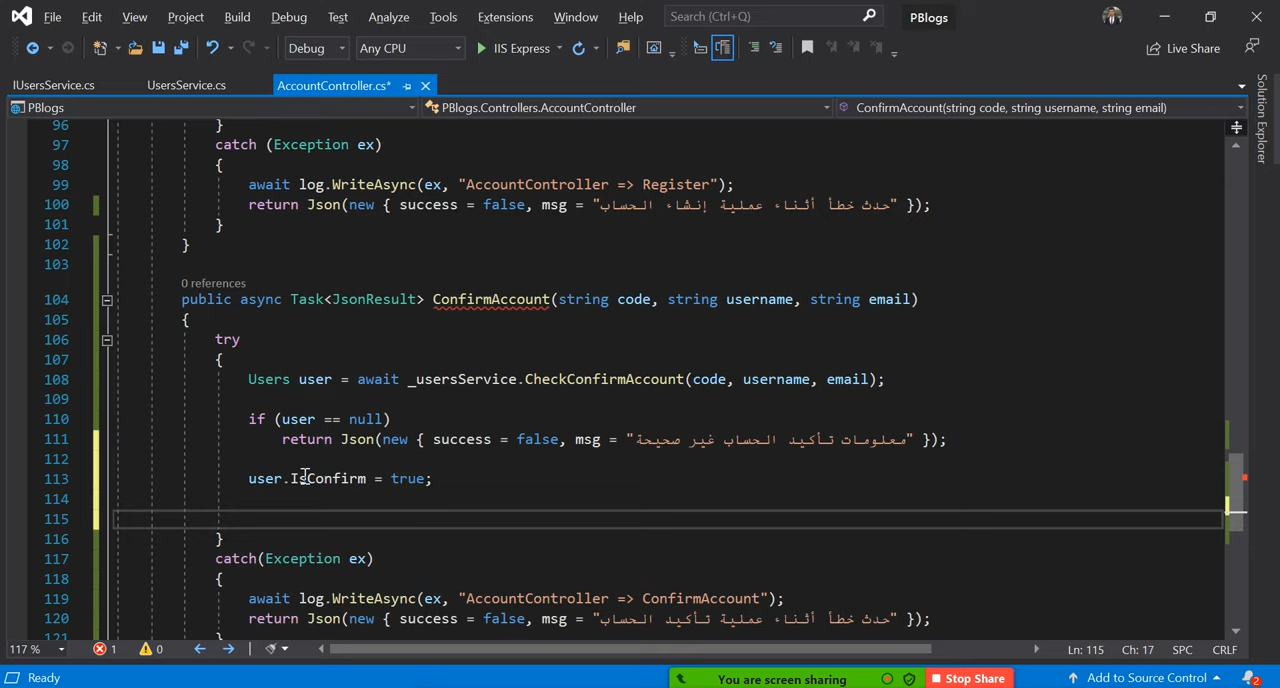 File Edit View Project Build Debug Test Analyze Tools Extensions Window Help Search (Ctrl+Q) PBlogs
Debug Any CPU IIS Express Live Share
IUsersService.cs UsersService.cs AccountController.cs*
PBlogs PBlogs.Controllers.AccountController ConfirmAccount(string code, string username, string email)
Solution Explorer
96 }
97 catch (Exception ex)
98 {
99 await log.WriteAsync(ex, "AccountController => Register");
100 return Json(new { success = false, msg = "حدث خطأ أثناء عملية إنشاء الحساب" });
101 }
102 }
103
0 references
104 public async Task<JsonResult> ConfirmAccount(string code, string username, string email)
105 {
106 try
107 {
108 Users user = await _usersService.CheckConfirmAccount(code, username, email);
109
110 if (user == null)
111 return Json(new { success = false, msg = "معلومات تأكيد الحساب غير صحيحة" });
112
113 user.IsConfirm = true;
114
115
116 }
117 catch(Exception ex)
118 {
119 await log.WriteAsync(ex, "AccountController => ConfirmAccount");
120 return Json(new { success = false, msg = "حدث خطأ أثناء عملية تأكيد الحساب" });
121 }
117 % 1 0 Ln: 115 Ch: 17 SPC CRLF
Ready You are screen sharing Stop Share Add to Source Control 2